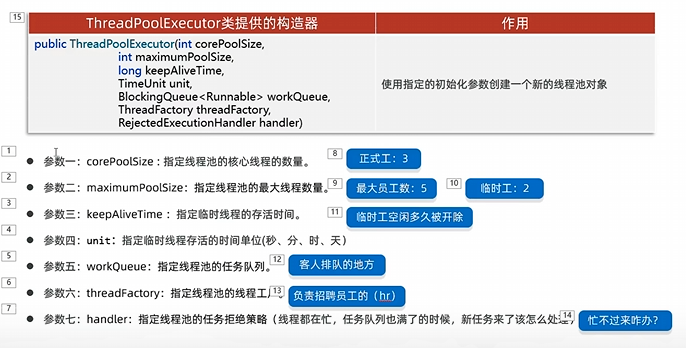 15
ThreadPoolExecutor类提供的构造器 作用
public ThreadPoolExecutor(int corePoolSize,
int maximumPoolSize,
long keepAliveTime,
TimeUnit unit,
BlockingQueue<Runnable> workQueue,
ThreadFactory threadFactory,
RejectedExecutionHandler handler)
使用指定的初始化参数创建一个新的线程池对象
1 参数一：corePoolSize : 指定线程池的核心线程的数量。 8 正式工：3
2 参数二：maximumPoolSize：指定线程池的最大线程数量。 9 最大员工数：5 10 临时工：2
3 参数三：keepAliveTime ：指定临时线程的存活时间。 11 临时工空闲多久被开除
4 参数四：unit：指定临时线程存活的时间单位(秒、分、时、天)
5 参数五：workQueue：指定线程池的任务队列。 12 客人排队的地方
6 参数六：threadFactory：指定线程池的线程工 13 负责招聘员工的（hr）
7 参数七：handler：指定线程池的任务拒绝策略（线程都在忙，任务队列也满了的时候，新任务来了该怎么处理） 14 忙不过来咋办？